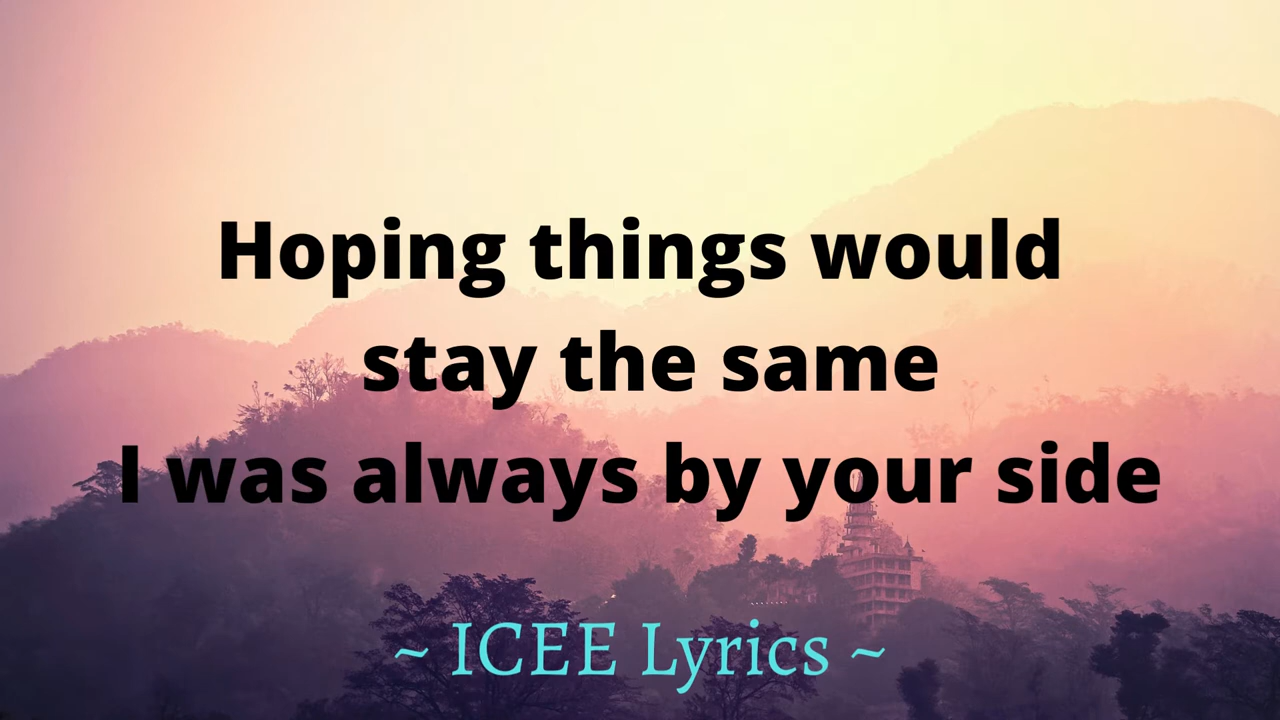 Hoping things would
stay the same
I was always by your side
~ ICEE Lyrics ~